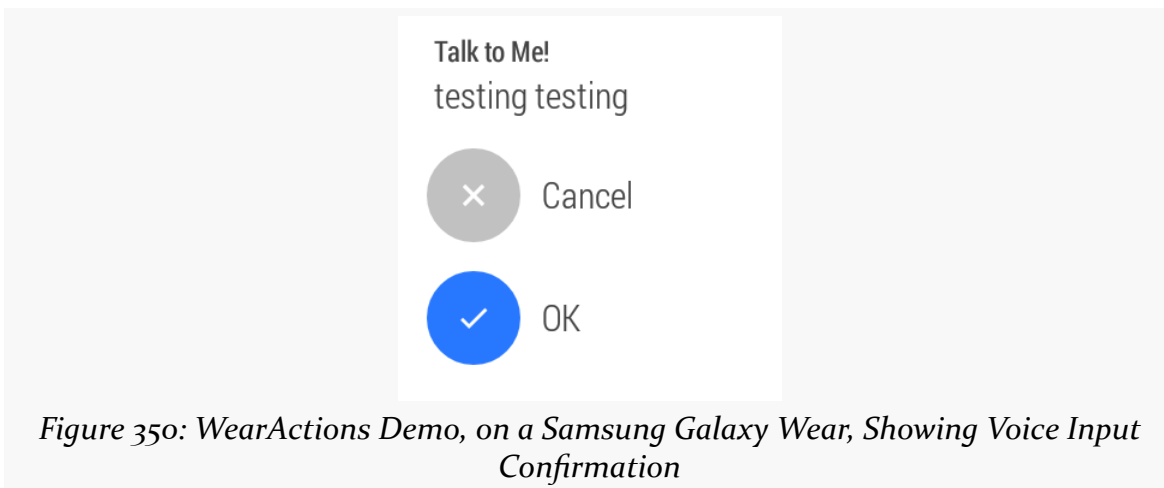 Talk to Me!
testing testing
Cancel
OK
Figure 350: WearActions Demo, on a Samsung Galaxy Wear, Showing Voice Input
Confirmation